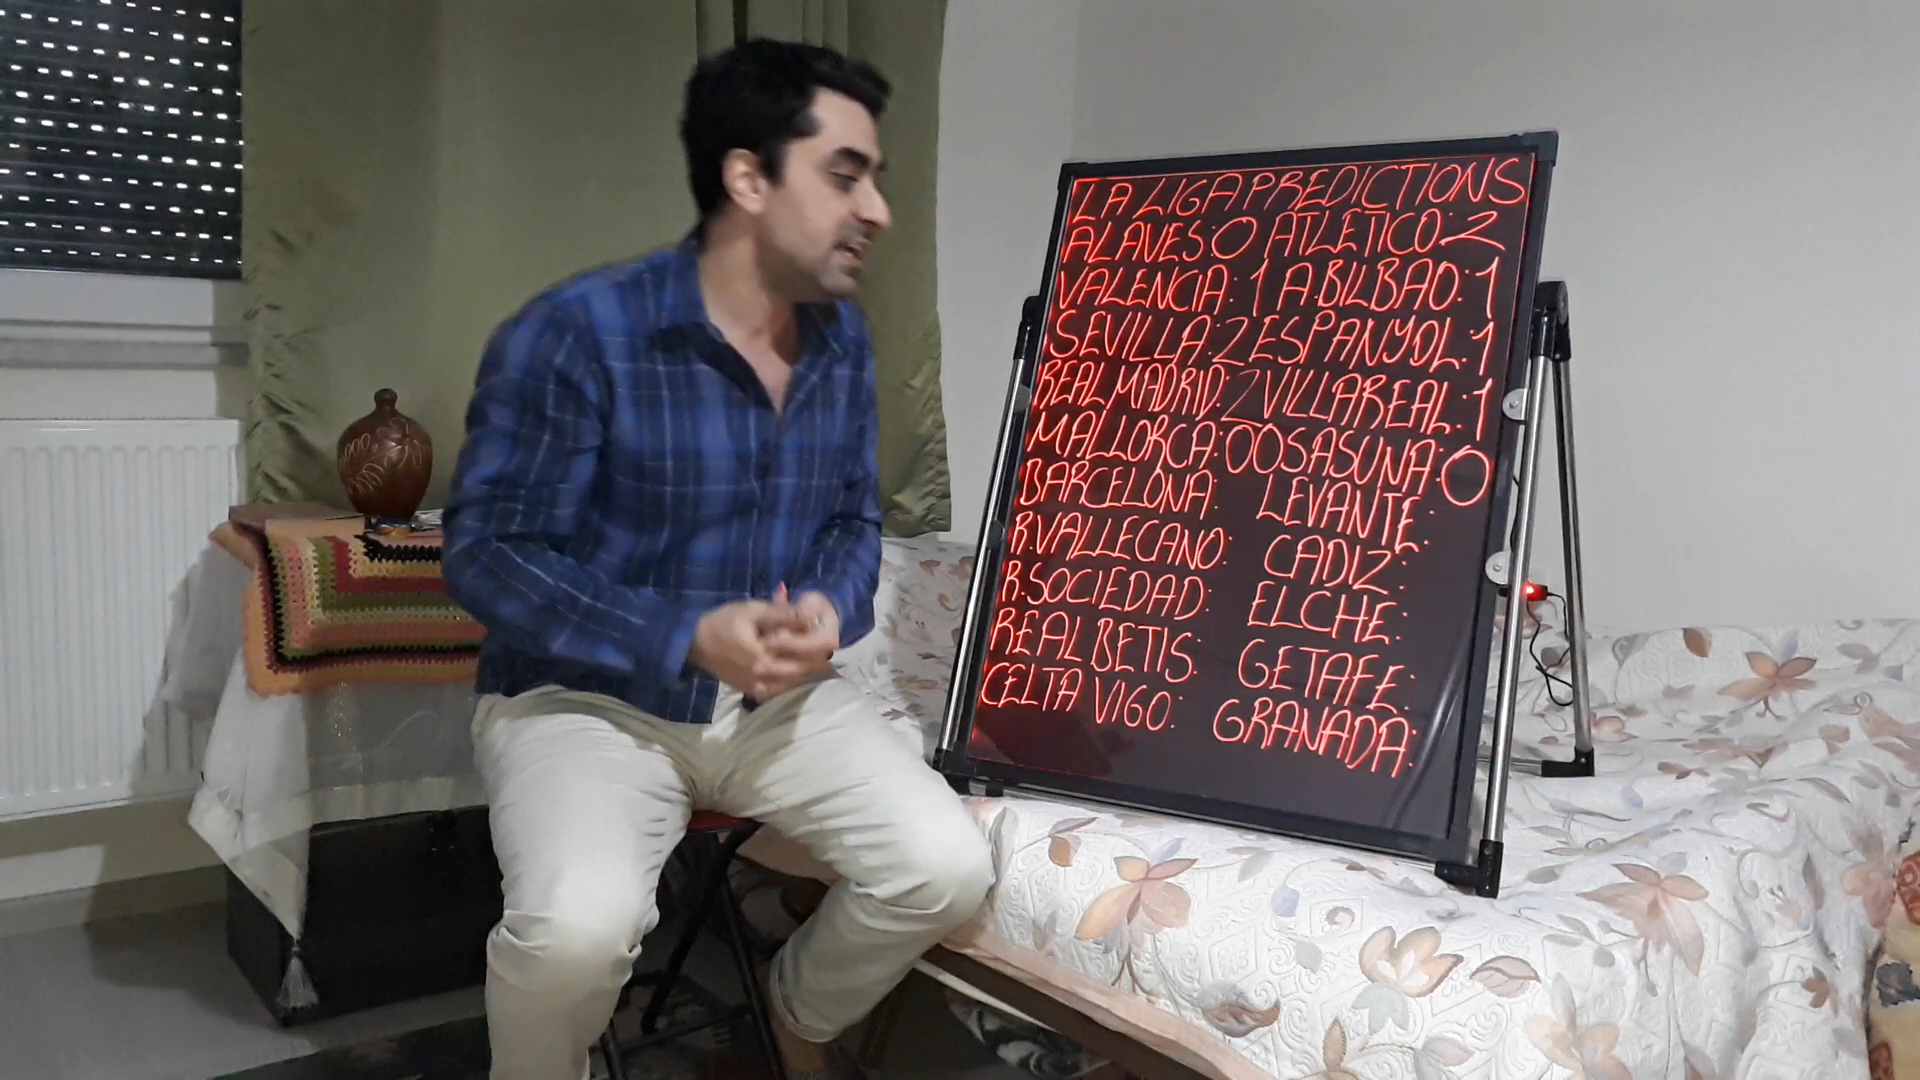 LA LIGA PREDICTIONS
ALAVES:0 ATLETICO:2
VALENCIA:1 A.BILBAO:1
SEVILLA:2 ESPANYOL:1
REAL MADRID:2 VILLAREAL:1
MALLORCA:0 OSASUNA:0
BARCELONA: LEVANTE:
R.VALLECANO: CADIZ:
R.SOCIEDAD: ELCHE:
REAL BETIS: GETAFE:
CELTA VIGO: GRANADA: